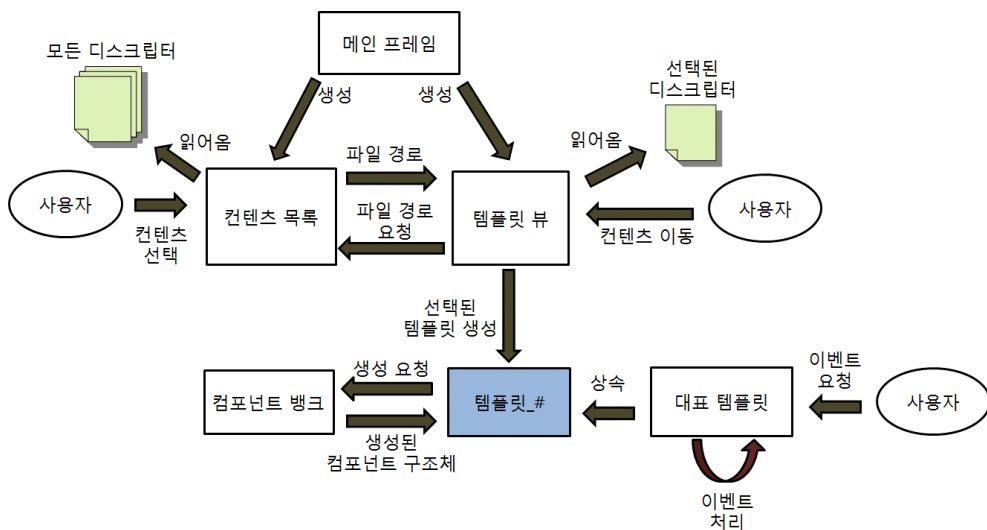 메인 프레임
모든 디스크립터
선택된
디스크립터
생성
생성
읽어옴
파일 경로
읽어옴
사용자
컨텐츠 목록
템플릿 뷰
사용자
컨텐츠
선택
파일 경로
요청
컨텐츠 이동
선택된
템플릿 생성
생성 요청
상속
이벤트
요청
컴포넌트 뱅크
템플릿_#
대표 템플릿
사용자
생성된
컴포넌트 구조체
이벤트
처리